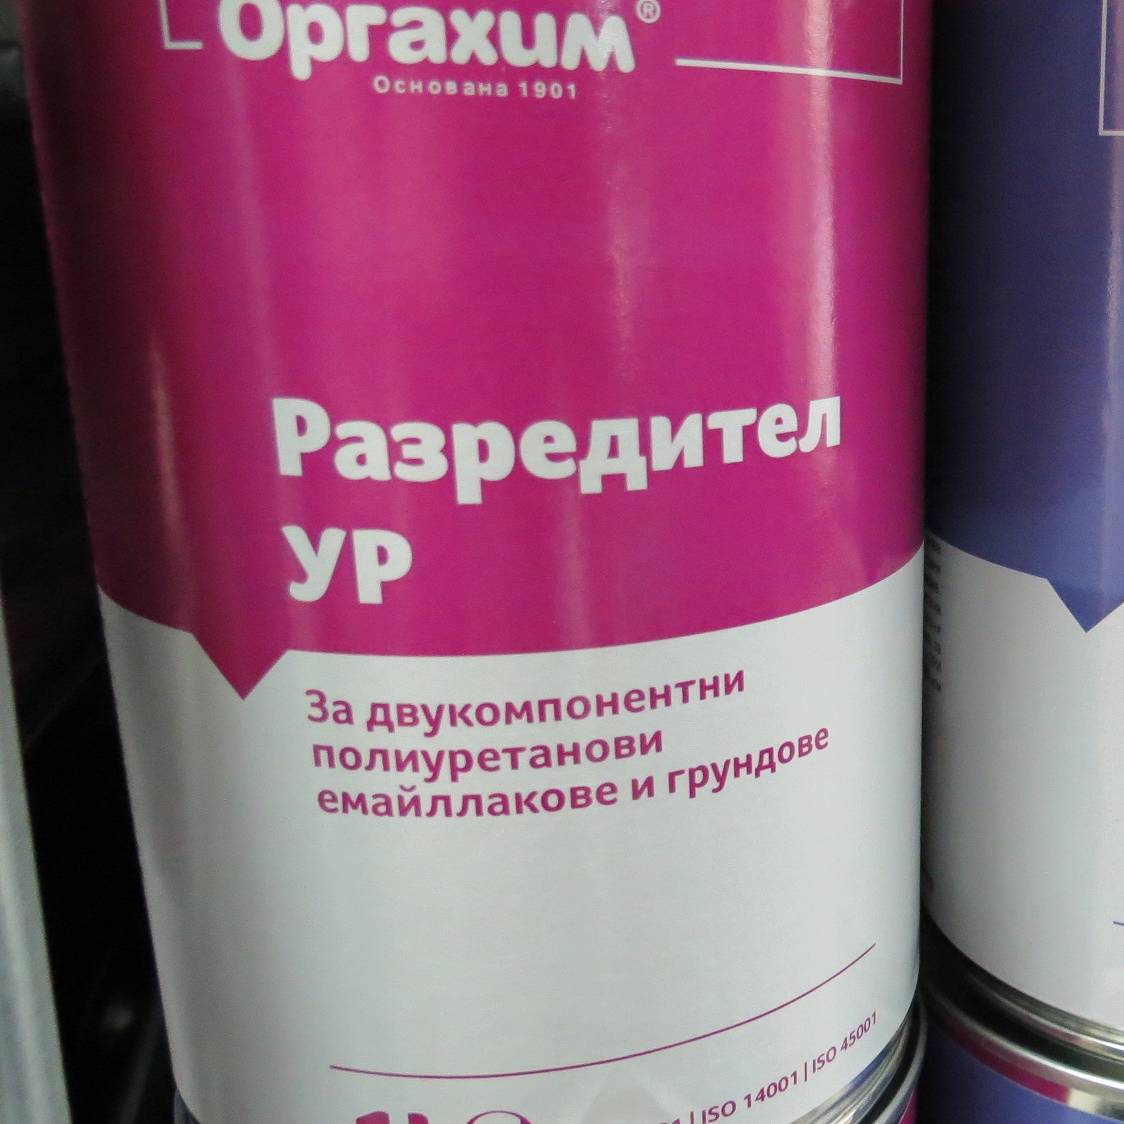 Оргахим®
Основана 1901
Разредител
УР
За двукомпонентни
полиуретанови
емайллакове и грундове
| ISO 14001 | ISO 45001